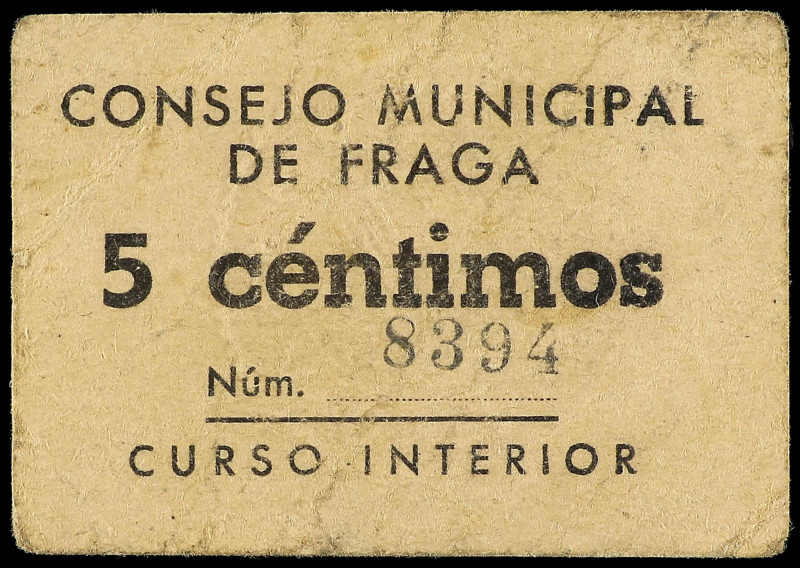 CONSEJO MUNICIPAL
DE FRAGA
5 céntimos
8394
Núm.
CURSO INTERIOR